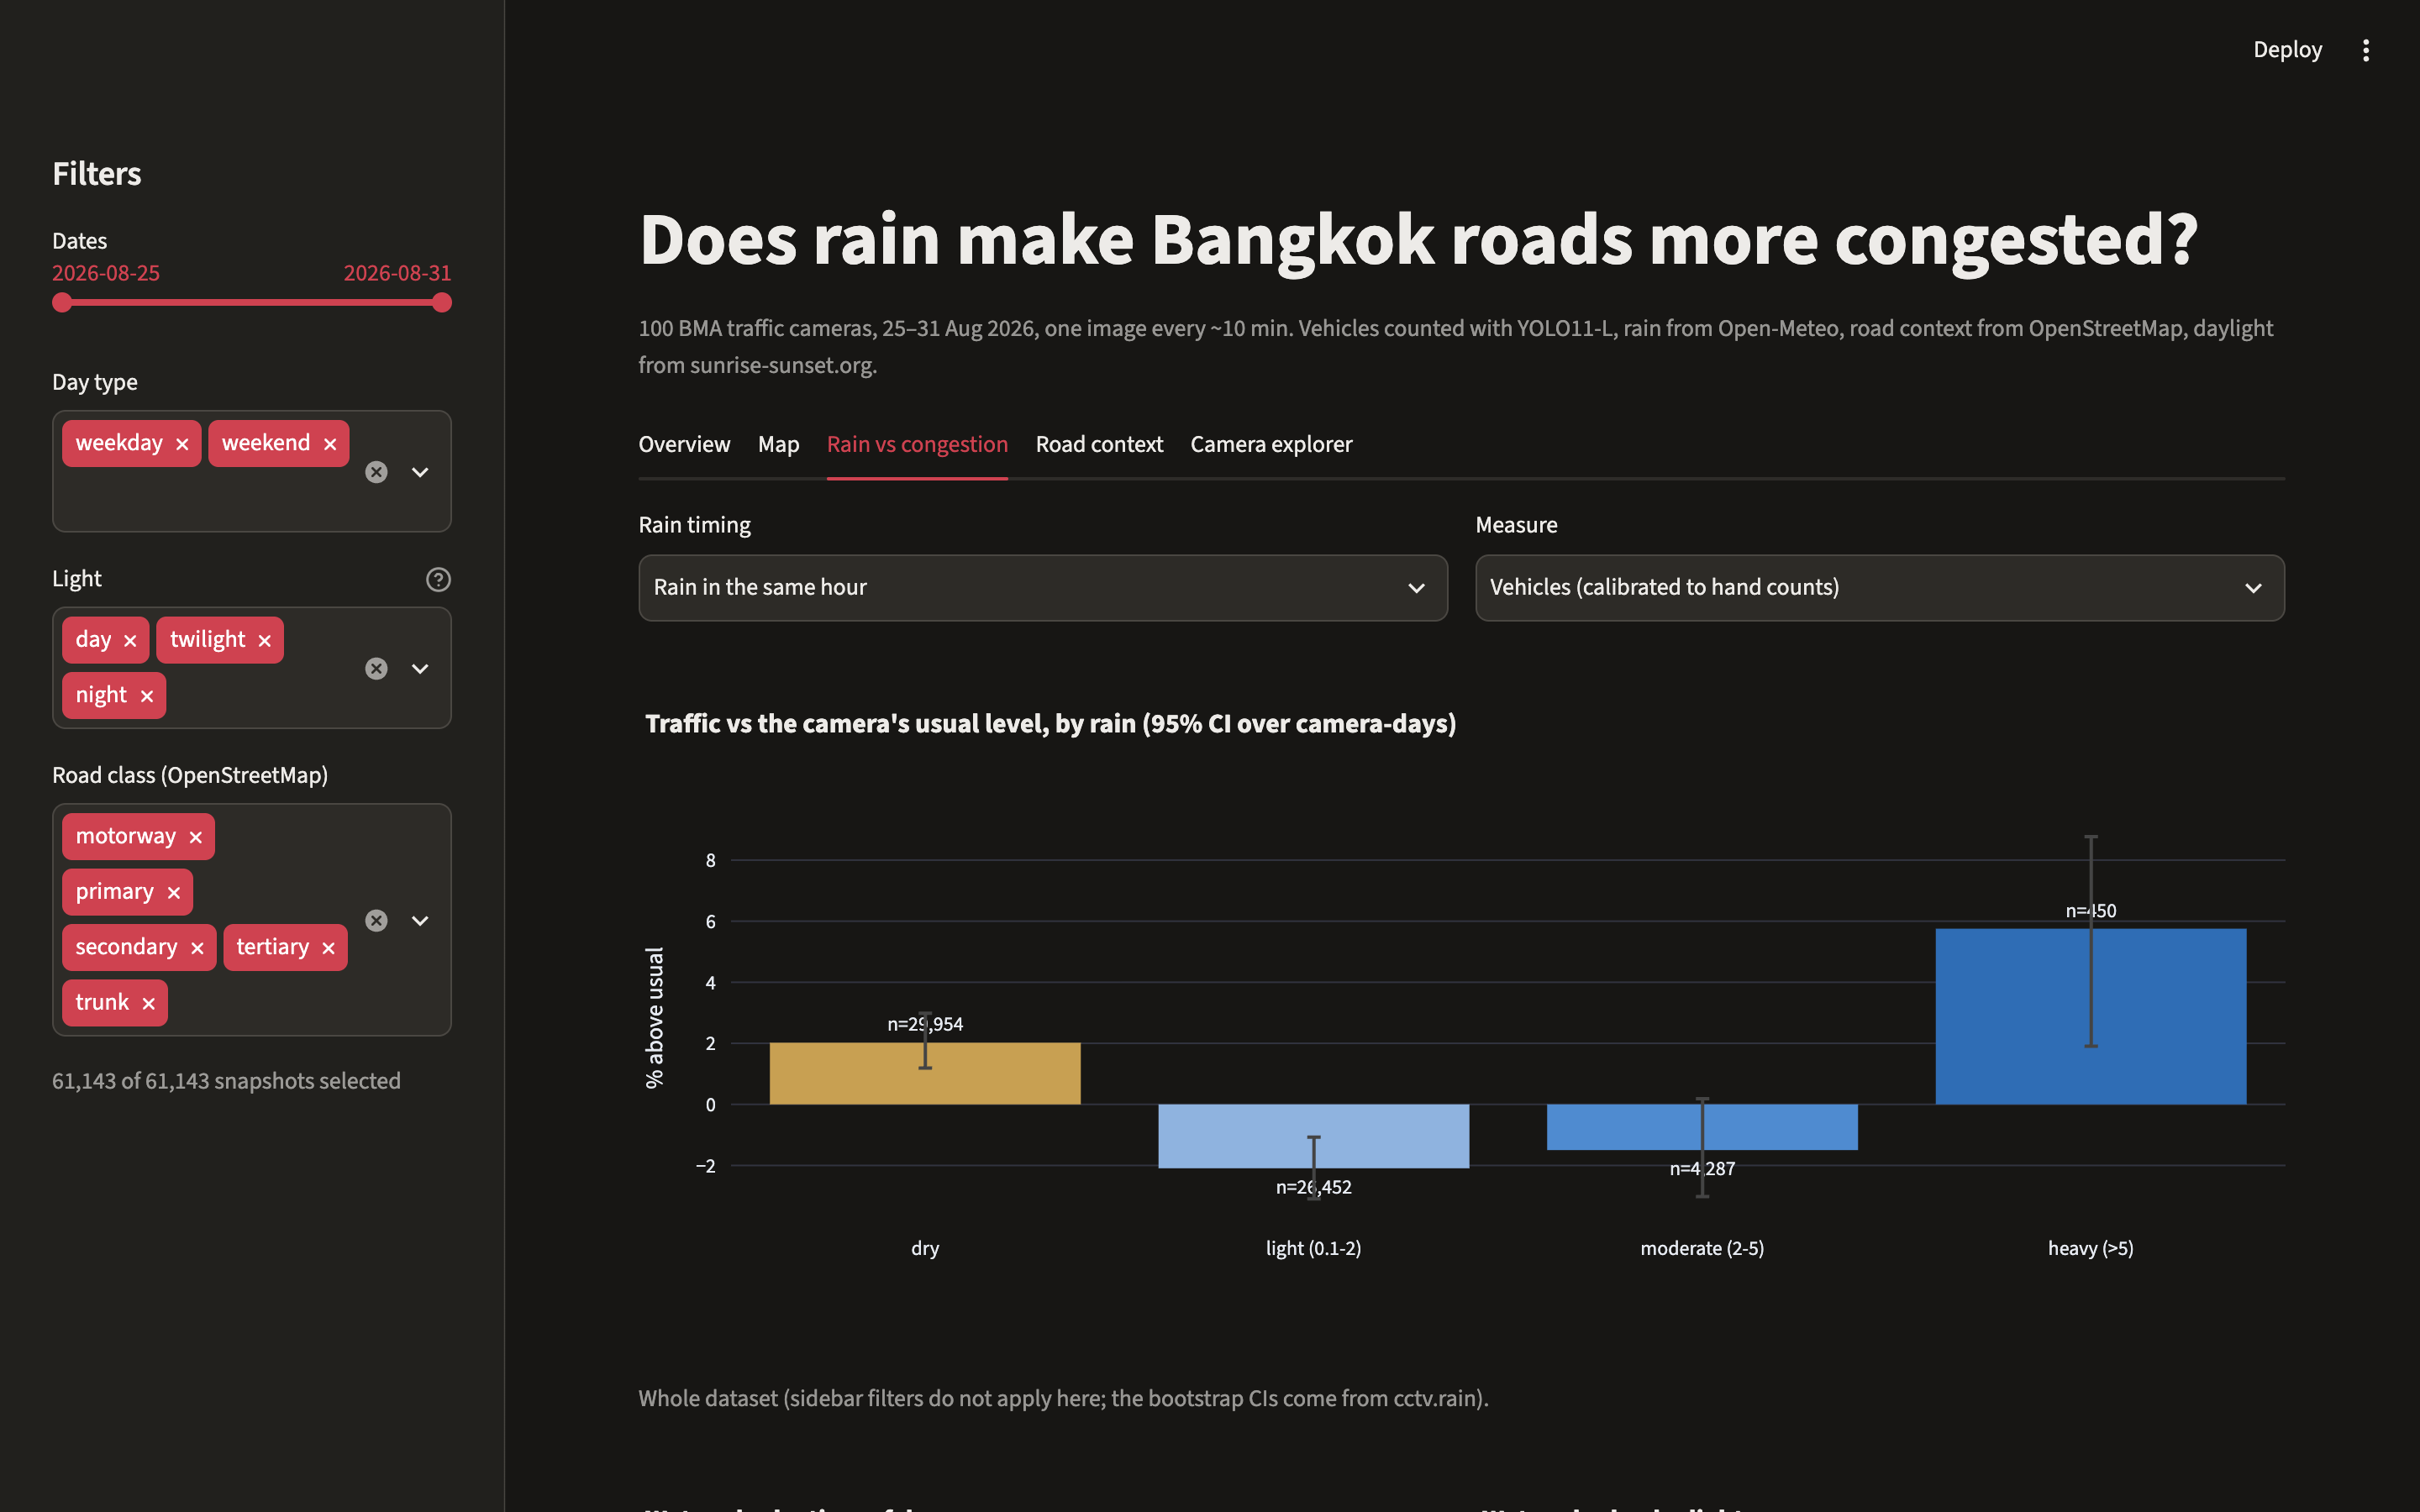 Deploy
Filters
Dates
2026-08-25 2026-08-31
Day type
weekday weekend
Light
day twilight
night
Road class (OpenStreetMap)
motorway
primary
secondary tertiary
trunk
61,143 of 61,143 snapshots selected
Does rain make Bangkok roads more congested?
100 BMA traffic cameras, 25–31 Aug 2026, one image every ~10 min. Vehicles counted with YOLO11-L, rain from Open-Meteo, road context from OpenStreetMap, daylight
from sunrise-sunset.org.
Overview Map Rain vs congestion Road context Camera explorer
Rain timing Measure
Rain in the same hour Vehicles (calibrated to hand counts)
Traffic vs the camera's usual level, by rain (95% CI over camera-days)
% above usual
8
6
4
2
0
−2
n=29,954
n=26,452
n=4,287
n=450
dry light (0.1-2) moderate (2-5) heavy (>5)
Whole dataset (sidebar filters do not apply here; the bootstrap CIs come from cctv.rain).